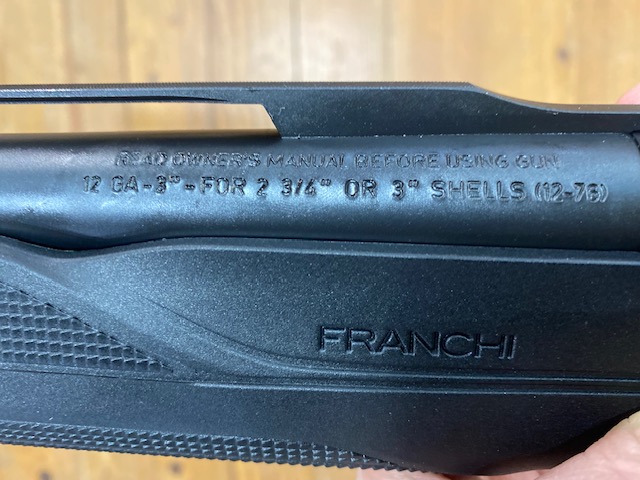 READ OWNER'S MANUAL BEFORE USING GUN
12 GA-3"-FOR 2 3/4" OR 3" SHELLS (12-76)
FRANCHI